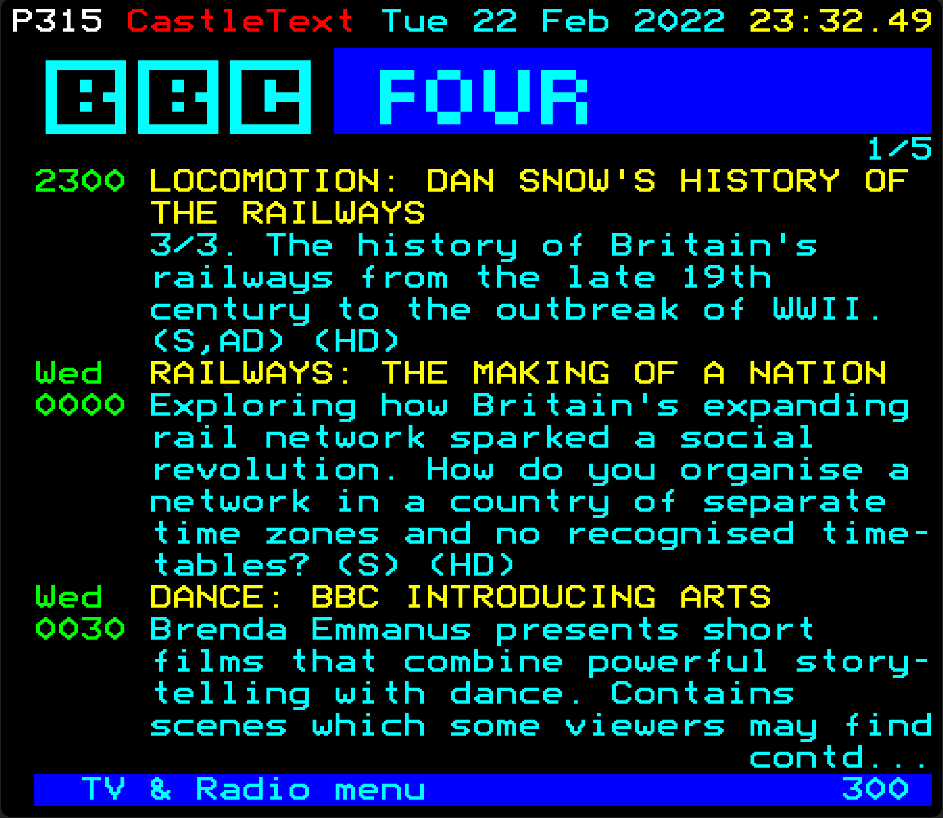 P315 CastleText Tue 22 Feb 2022 23:32.49
BBC FOUR
1/5
2300 LOCOMOTION: DAN SNOW'S HISTORY OF
THE RAILWAYS
3/3. The history of Britain's
railways from the late 19th
century to the outbreak of WWII.
(S,AD) (HD)
Wed RAILWAYS: THE MAKING OF A NATION
0000 Exploring how Britain's expanding
rail network sparked a social
revolution. How do you organise a
network in a country of separate
time zones and no recognised time-
tables? (S) (HD)
Wed DANCE: BBC INTRODUCING ARTS
0030 Brenda Emmanus presents short
films that combine powerful story-
telling with dance. Contains
scenes which some viewers may find
contd...
TV & Radio menu 300